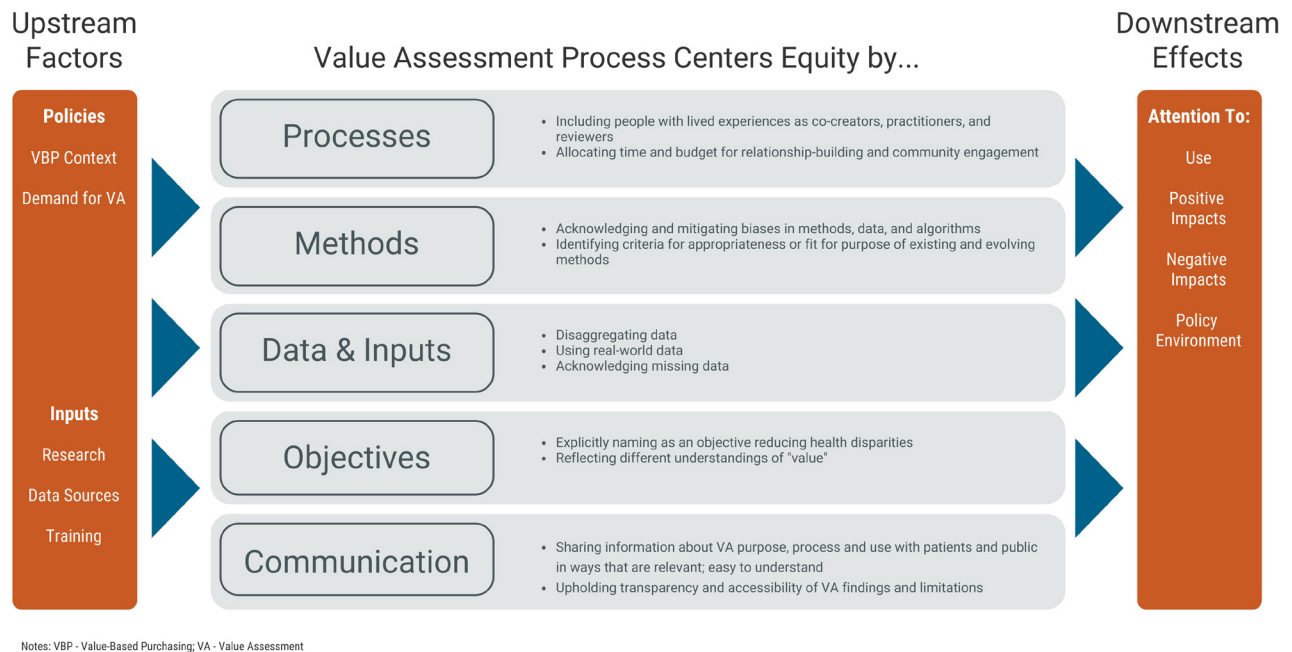 Upstream
Factors
Value Assessment Process Centers Equity by...
Downstream
Effects
Policies
VBP Context
Demand for VA
Inputs
Research
Data Sources
Training
Processes
• Including people with lived experiences as co-creators, practitioners, and
reviewers
• Allocating time and budget for relationship-building and community engagement
Methods
• Acknowledging and mitigating biases in methods, data, and algorithms
• Identifying criteria for appropriateness or fit for purpose of existing and evolving
methods
Data & Inputs
• Disaggregating data
• Using real-world data
• Acknowledging missing data
Objectives
• Explicitly naming as an objective reducing health disparities
• Reflecting different understandings of "value"
Communication
• Sharing information about VA purpose, process and use with patients and public
in ways that are relevant; easy to understand
• Upholding transparency and accessibility of VA findings and limitations
Attention To:
Use
Positive
Impacts
Negative
Impacts
Policy
Environment
Notes: VBP - Value-Based Purchasing; VA - Value Assessment